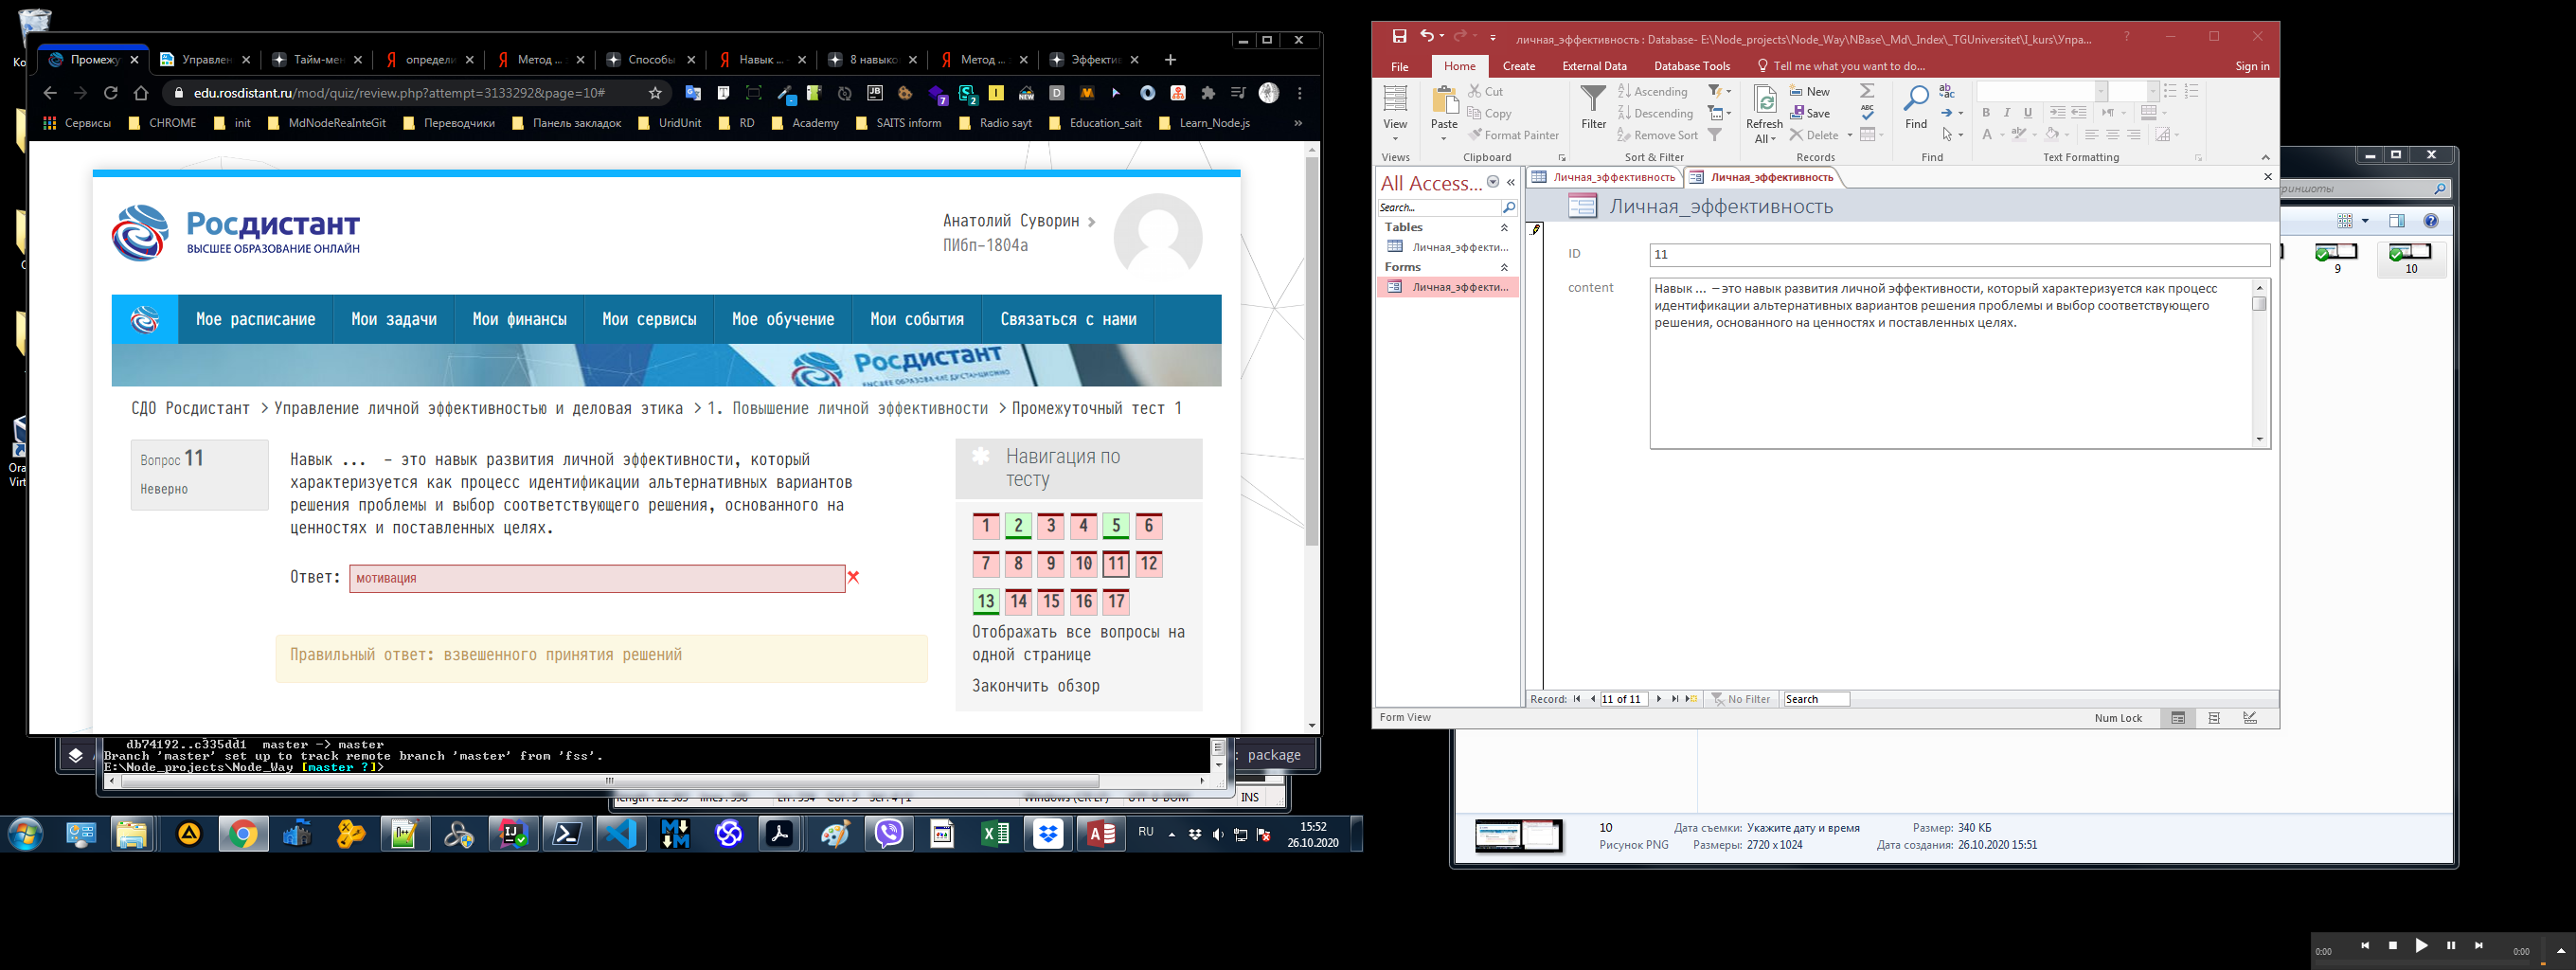 Промежу
Управлен
Тайм-мен
определи
Метод ...
Способы
Навык ...
8 навыко
Метод ...
Эффектив
edu.rosdistant.ru/mod/quiz/review.php?attempt=3133292&page=10#
Сервисы
CHROME
init
MdNodeReaInteGit
Переводчики
Панель закладок
UridUnit
RD
Academy
SAITS inform
Radio sayt
Education_sait
Learn_Node.js
»
Росдистант
ВЫСШЕЕ ОБРАЗОВАНИЕ ОНЛАЙН
Анатолий Суворин
ПИбп-1804а
Мое расписание
Мои задачи
Мои финансы
Мои сервисы
Мое обучение
Мои события
Связаться с нами
Росдистант
СДО Росдистант > Управление личной эффективностью и деловая этика > 1. Повышение личной эффективности > Промежуточный тест 1
Вопрос 11
Неверно
Навык ... – это навык развития личной эффективности, который
характеризуется как процесс идентификации альтернативных вариантов
решения проблемы и выбор соответствующего решения, основанного на
ценностях и поставленных целях.
Ответ: мотивация
Правильный ответ: взвешенного принятия решений
Навигация по
тесту
1 2 3 4 5 6
7 8 9 10 11 12
13 14 15 16 17
Отображать все вопросы на
одной странице
Закончить обзор
db74192..c335dd1 master -> master
Branch 'master' set up to track remote branch 'master' from 'fss'.
E:\Node_projects\Node_Way [master ?]>
: package
INS
RU
15:52
26.10.2020
личная_эффективность : Database- E:\Node_projects\Node_Way\NBase\_Md\_Index\_TGUniversitet\I_kurs\Упра...
File
Home
Create
External Data
Database Tools
Tell me what you want to do...
Sign in
View
Views
Paste
Cut
Copy
Format Painter
Clipboard
Filter
Ascending
Descending
Remove Sort
Sort & Filter
Refresh
All
New
Save
Delete
Records
Find
Find
Text Formatting
All Access...
Search...
Tables
Личная_эффекти...
Forms
Личная_эффекти...
Личная_эффективность
Личная_эффективность
Личная_эффективность
ID
11
content
Навык ... – это навык развития личной эффективности, который характеризуется как процесс
идентификации альтернативных вариантов решения проблемы и выбор соответствующего
решения, основанного на ценностях и поставленных целях.
Record:
11 of 11
No Filter
Search
Form View
Num Lock
9
10
10
Рисунок PNG
Дата съемки: Укажите дату и время
Размеры: 2720 x 1024
Размер: 340 КБ
Дата создания: 26.10.2020 15:51
0:00
0:00